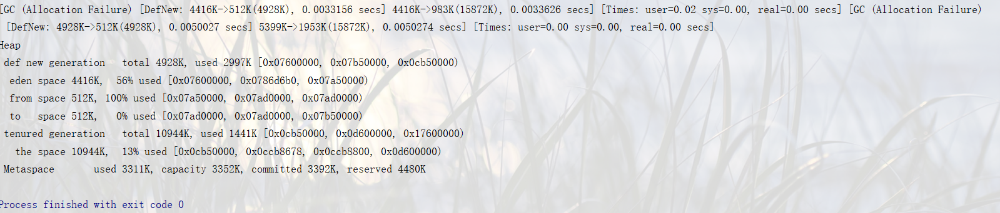 [GC (Allocation Failure) [DefNew: 4416K->512K(4928K), 0.0033156 secs] 4416K->983K(15872K), 0.0033626 secs] [Times: user=0.02 sys=0.00, real=0.00 secs] [GC (Allocation Failure)
[DefNew: 4928K->512K(4928K), 0.0050027 secs] 5399K->1953K(15872K), 0.0050274 secs] [Times: user=0.00 sys=0.00, real=0.00 secs]
Heap
def new generation   total 4928K, used 2997K [0x07600000, 0x07b50000, 0x0cb50000)
eden space 4416K,  56% used [0x07600000, 0x0786d6b0, 0x07a50000)
from space 512K, 100% used [0x07a50000, 0x07ad0000, 0x07ad0000)
to   space 512K,   0% used [0x07ad0000, 0x07ad0000, 0x07b50000)
tenured generation   total 10944K, used 1441K [0x0cb50000, 0x0d600000, 0x17600000)
the space 10944K,  13% used [0x0cb50000, 0x0ccb8678, 0x0ccb8800, 0x0d600000)
Metaspace       used 3311K, capacity 3352K, committed 3392K, reserved 4480K
Process finished with exit code 0